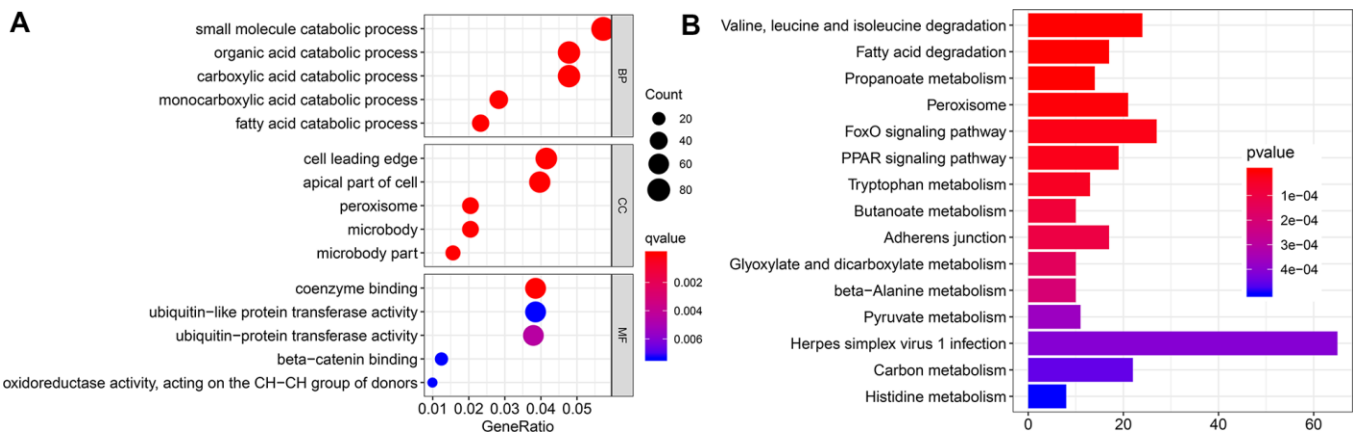 A
small molecule catabolic process
organic acid catabolic process
carboxylic acid catabolic process
monocarboxylic acid catabolic process
fatty acid catabolic process
BP
cell leading edge
apical part of cell
peroxisome
microbody
microbody part
CC
coenzyme binding
ubiquitin−like protein transferase activity
ubiquitin−protein transferase activity
beta−catenin binding
oxidoreductase activity, acting on the CH−CH group of donors
MF
0.01 0.02 0.03 0.04 0.05
GeneRatio
Count
20
40
60
80
qvalue
0.002
0.004
0.006
B
Valine, leucine and isoleucine degradation
Fatty acid degradation
Propanoate metabolism
Peroxisome
FoxO signaling pathway
PPAR signaling pathway
Tryptophan metabolism
Butanoate metabolism
Adherens junction
Glyoxylate and dicarboxylate metabolism
beta−Alanine metabolism
Pyruvate metabolism
Herpes simplex virus 1 infection
Carbon metabolism
Histidine metabolism
0 20 40 60
pvalue
1e−04
2e−04
3e−04
4e−04